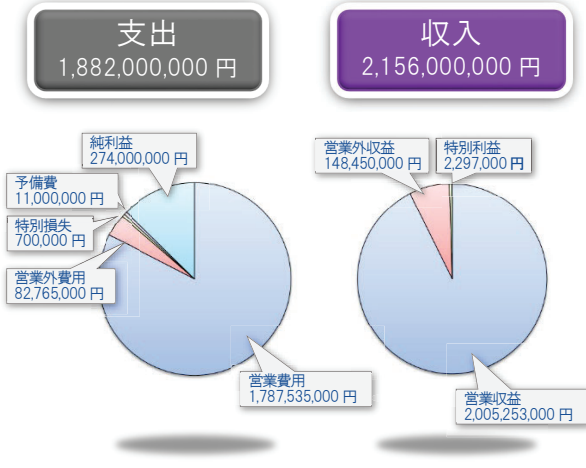 支出
1,882,000,000 円
収入
2,156,000,000 円
純利益
274,000,000 円
予備費
11,000,000 円
特別損失
700,000 円
営業外費用
82,765,000 円
営業費用
1,787,535,000 円
営業外収益
148,450,000 円
特別利益
2,297,000 円
営業収益
2,005,253,000 円